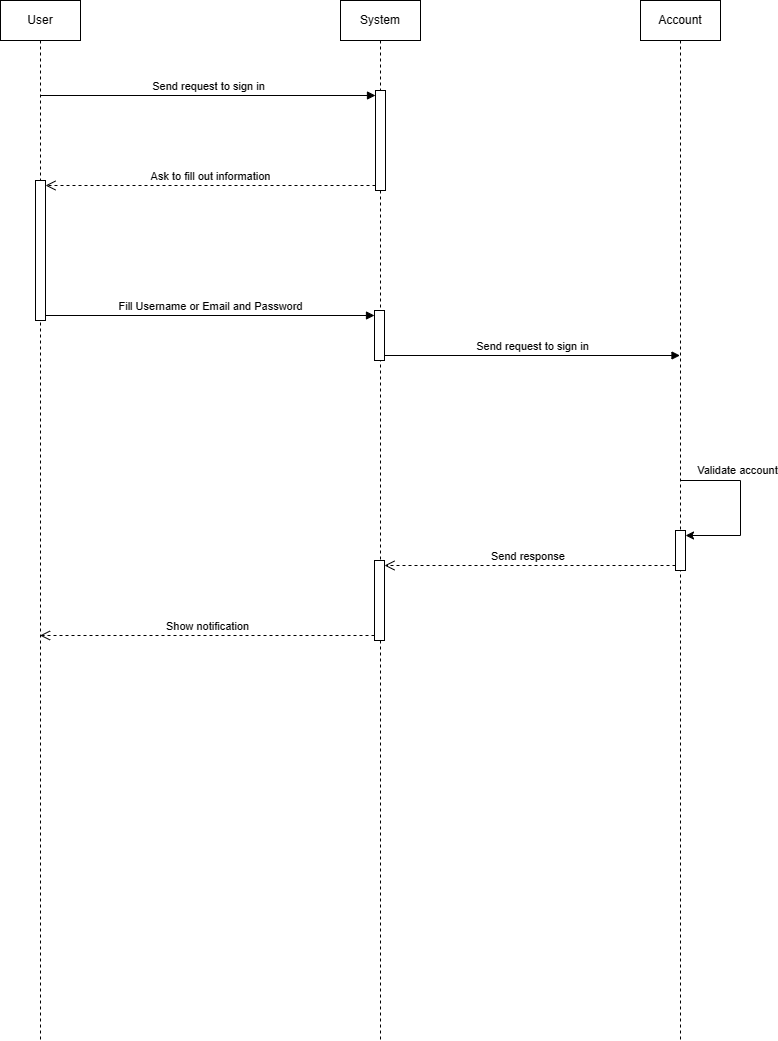 User
System
Account
Send request to sign in
Ask to fill out information
Fill Username or Email and Password
Send request to sign in
Validate account
Send response
Show notification